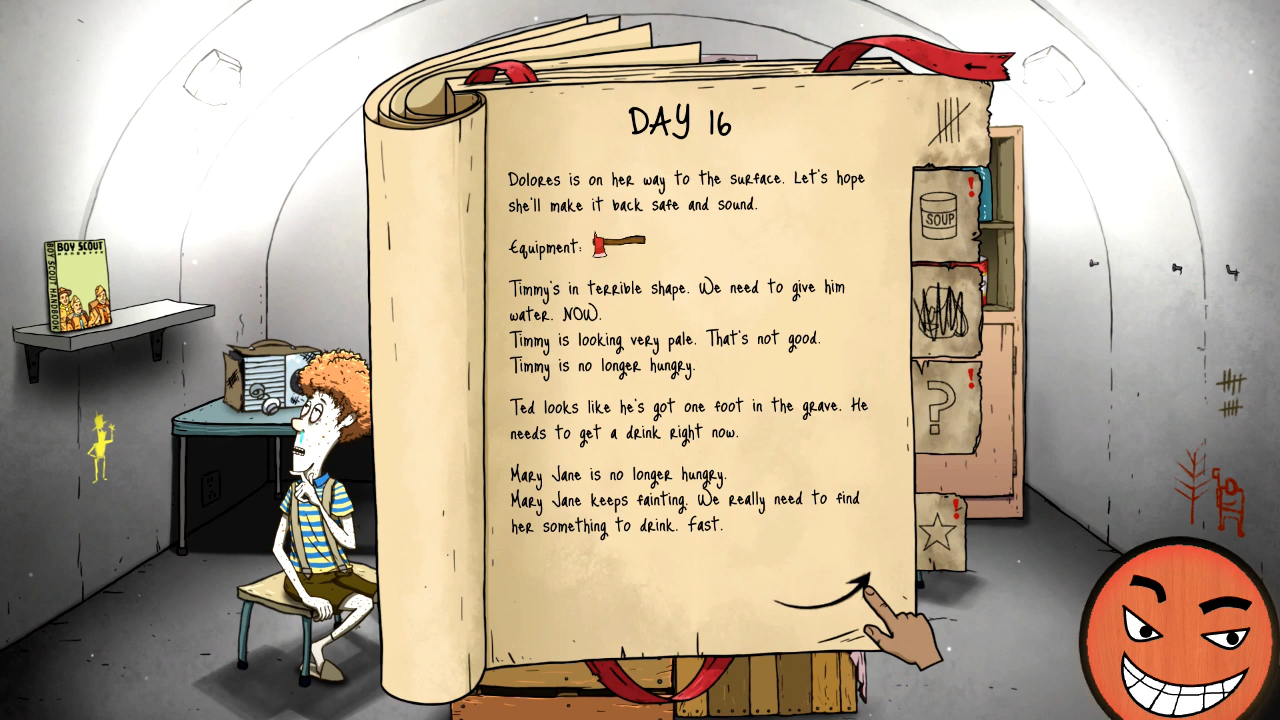 DAY 16
Dolores is on her way to the surface. Let's hope
she'll make it back safe and sound.
Equipment:
Timmy's in terrible shape. We need to give him
water. NOW.
Timmy is looking very pale. That's not good.
Timmy is no longer hungry.
Ted looks like he's got one foot in the grave. He
needs to get a drink right now.
Mary Jane is no longer hungry.
Mary Jane keeps fainting. We really need to find
her something to drink. Fast.
BOY SCOUT
BOY SCOUT HANDBOOK
!
SOUP
!
?
!